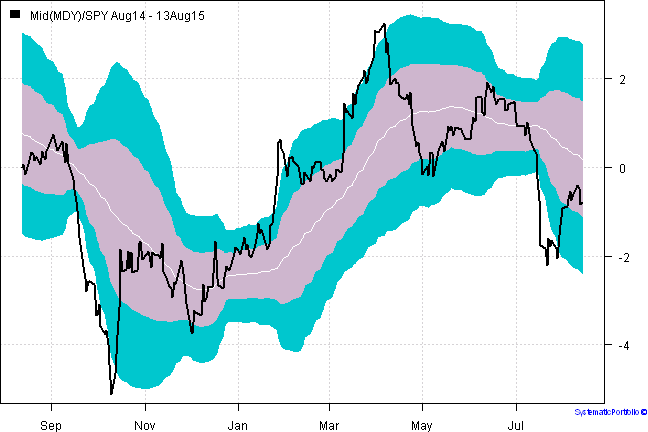 Mid(MDY)/SPY Aug14 - 13Aug15
2
0
-2
-4
Sep Nov Jan Mar May Jul
SystematicPortfolio ©